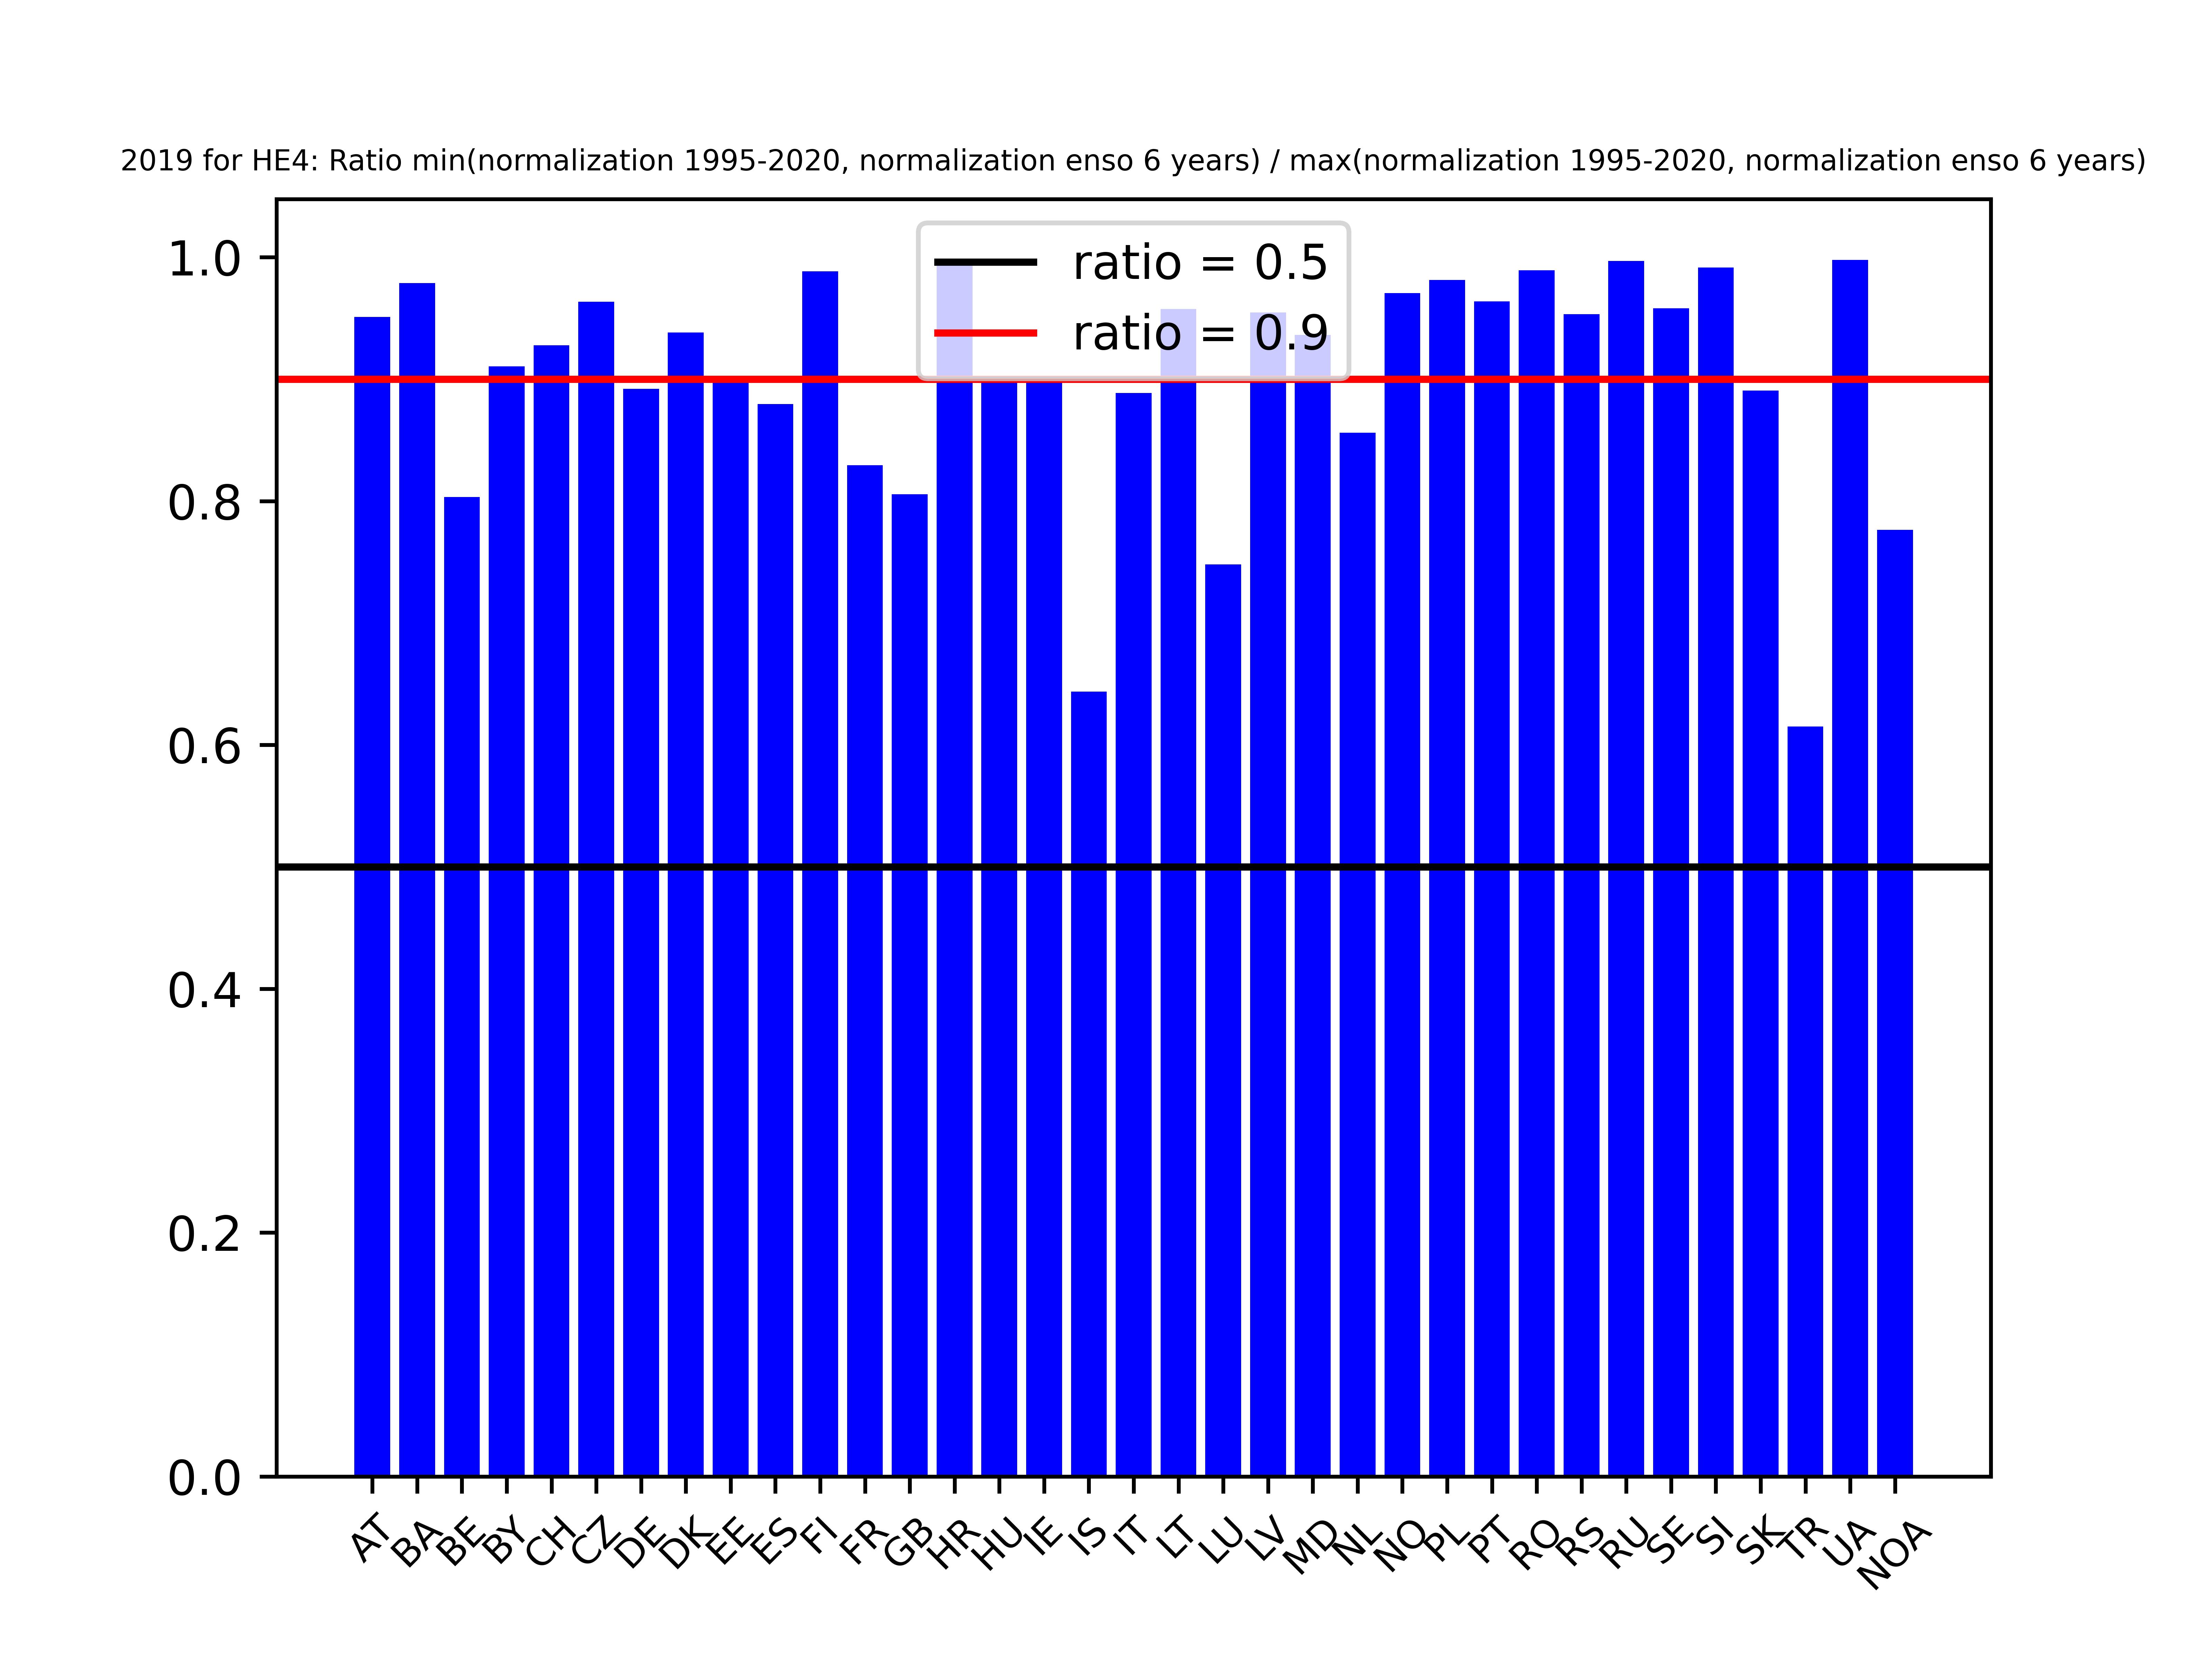 2019 for HE4: Ratio min(normalization 1995-2020, normalization enso 6 years) / max(normalization 1995-2020, normalization enso 6 years)
ratio = 0.5
ratio = 0.9
1.0
0.8
0.6
0.4
0.2
0.0
AT BA BE BY CH CZ DE DK EE ES FI FR GB HR HU IE IS IT LT LU LV MD NL NO PL PT RO RS RU SE SI SK TR UA NOA